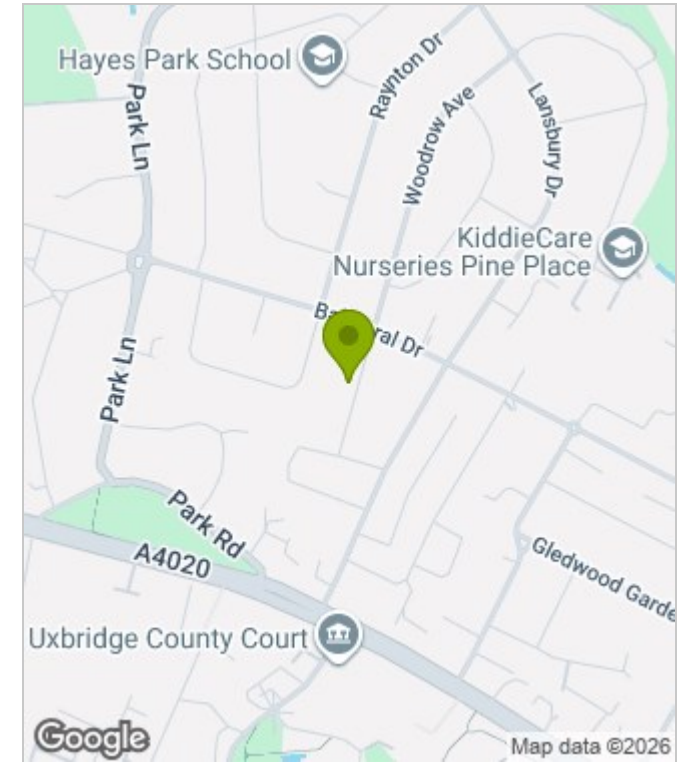 Hayes Park School
Raynton Dr
Woodrow Ave
Lansbury Dr
Park Ln
KiddieCare
Nurseries Pine Place
Park Ln
Park Rd
A4020
Gledwood Garde
Uxbridge County Court
Google
Map data ©2026